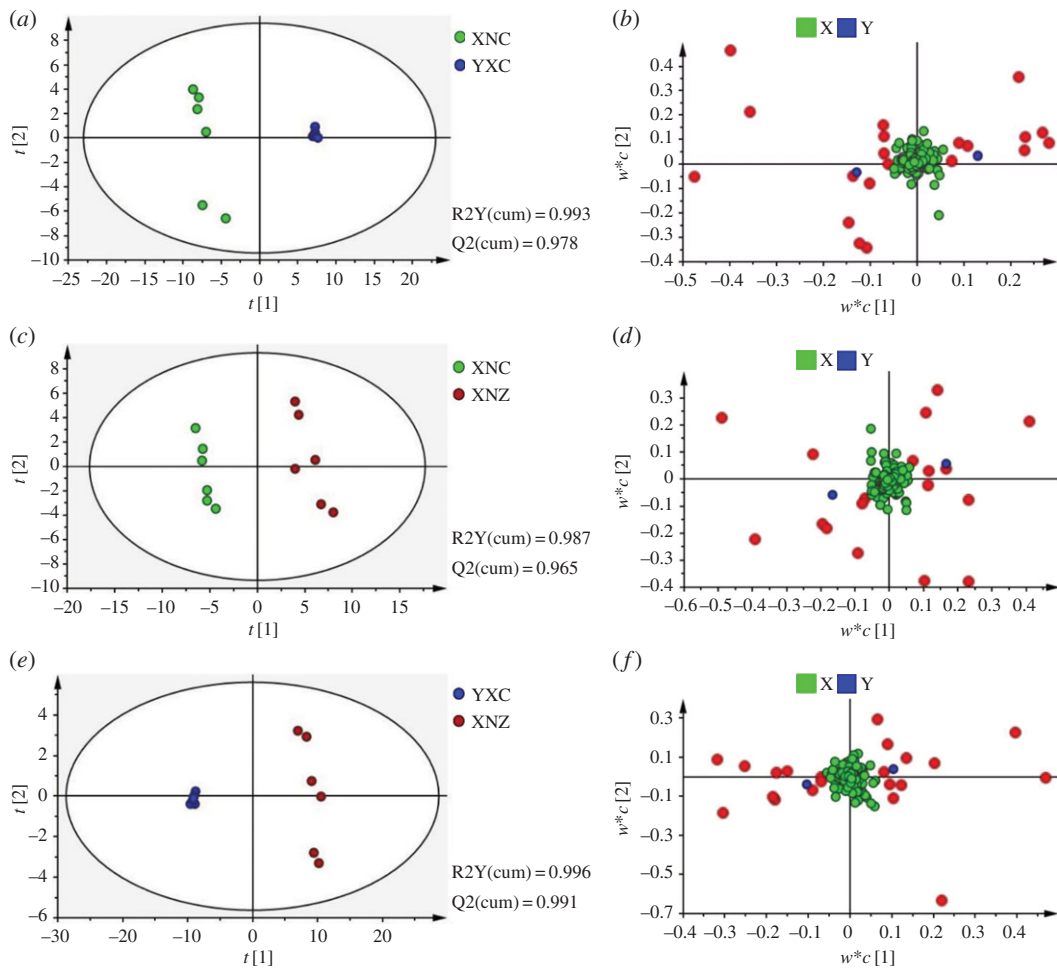 (a)
8
6
4
2
0
−2
−4
−6
−8
−10
t [2]
−25 −20 −15 −10 −5 0 5 10 15 20
t [1]
XNC
YXC
R2Y(cum) = 0.993
Q2(cum) = 0.978
(b)
X Y
0.4
0.3
0.2
0.1
0
−0.1
−0.2
−0.3
−0.4
w*c [2]
−0.5 −0.4 −0.3 −0.2 −0.1 0 0.1 0.2
w*c [1]
(c)
8
6
4
2
0
−2
−4
−6
−8
−10
t [2]
−20 −15 −10 −5 0 5 10 15
t [1]
XNC
XNZ
R2Y(cum) = 0.987
Q2(cum) = 0.965
(d)
X Y
0.3
0.2
0.1
0
−0.1
−0.2
−0.3
−0.4
w*c [2]
−0.6 −0.5 −0.4 −0.3 −0.2 −0.1 0 0.1 0.2 0.3 0.4
w*c [1]
(e)
4
2
0
−2
−4
−6
t [2]
−30 −20 −10 0 10 20
t [1]
YXC
XNZ
R2Y(cum) = 0.996
Q2(cum) = 0.991
(f)
X Y
0.3
0.1
−0.1
−0.3
−0.5
−0.7
w*c [2]
−0.4 −0.3 −0.2 −0.1 0 0.1 0.2 0.3 0.4
w*c [1]